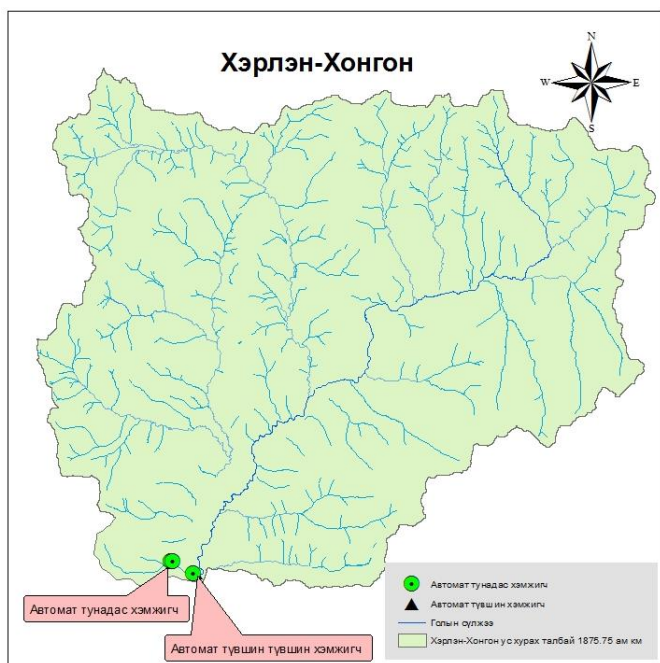 Хэрлэн-Хонгон
N
W
E
S
Автомат тунадас хэмжигч
Автомат түвшин түвшин хэмжигч
Автомат тунадас хэмжигч
Автомат түвшин хэмжигч
Голын сүлжээ
Хэрлэн-Хонгон ус хурах талбай 1875.75 ам км